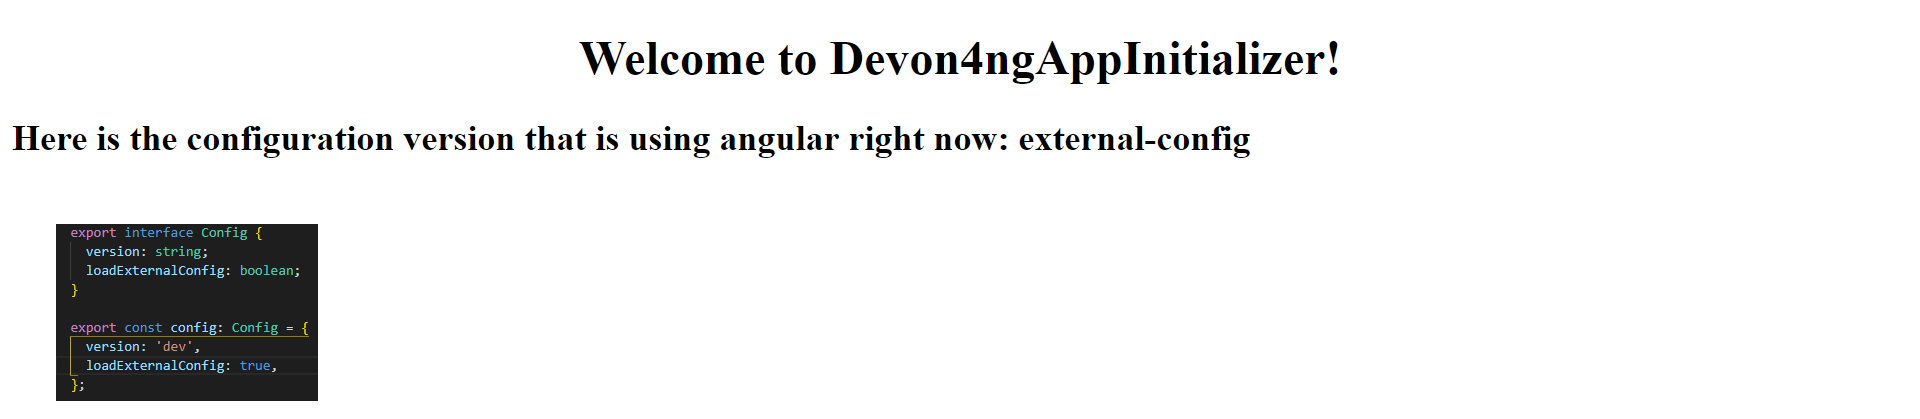 Welcome to Devon4ngAppInitializer!
Here is the configuration version that is using angular right now: external-config
export interface Config {
  version: string;
  loadExternalConfig: boolean;
}
export const config: Config = {
  version: 'dev',
  loadExternalConfig: true,
};